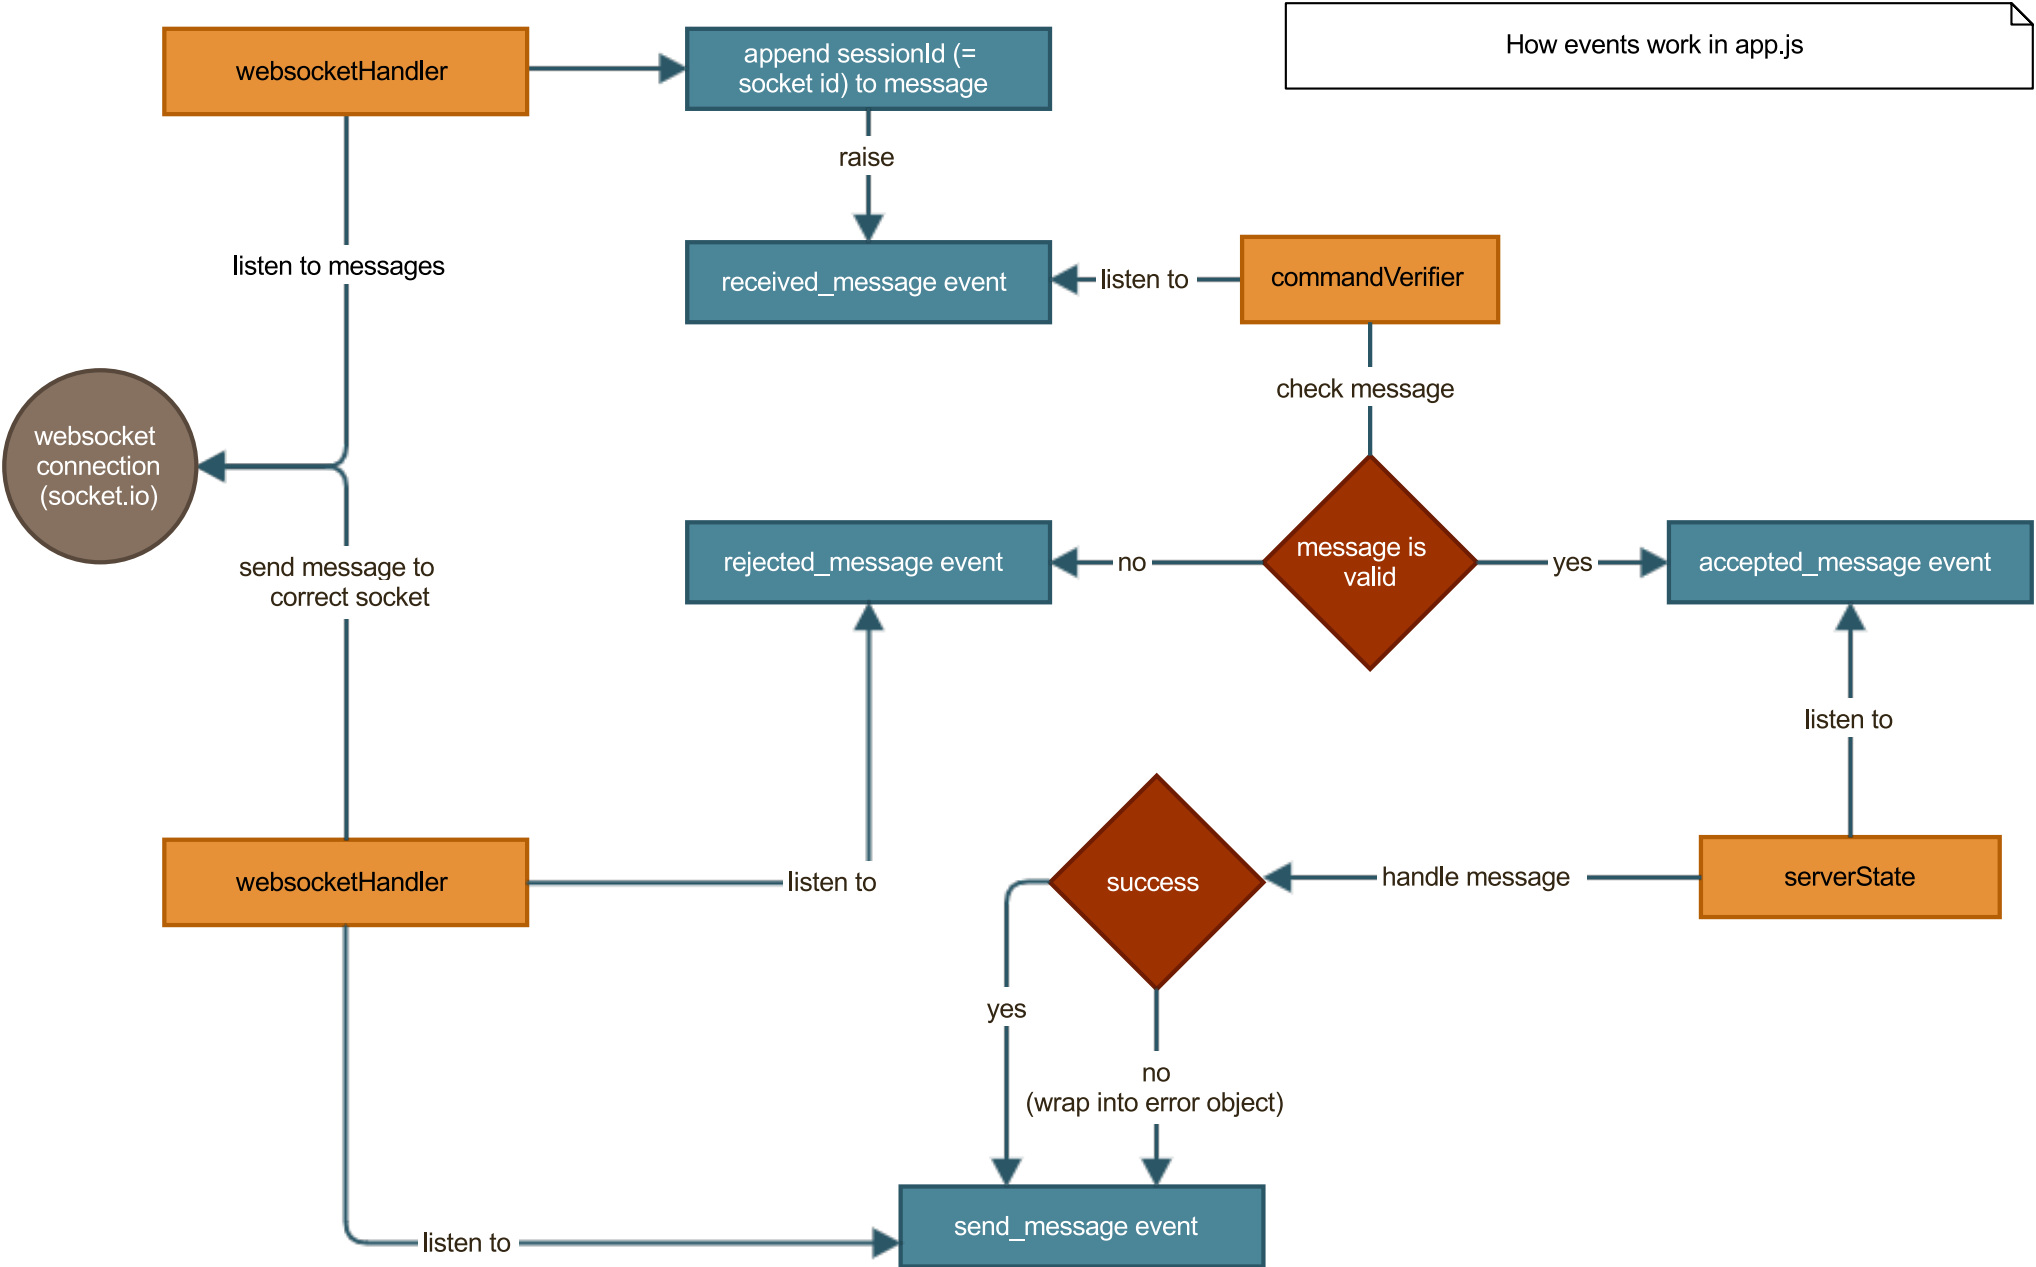 How events work in app.js
websocketHandler
append sessionId (=
socket id) to message
raise
listen to messages
received_message event
listen to
commandVerifier
check message
websocket
connection
(socket.io)
send message to
correct socket
rejected_message event
no
message is
valid
yes
accepted_message event
listen to
websocketHandler
listen to
success
handle message
serverState
yes
no
(wrap into error object)
listen to
send_message event